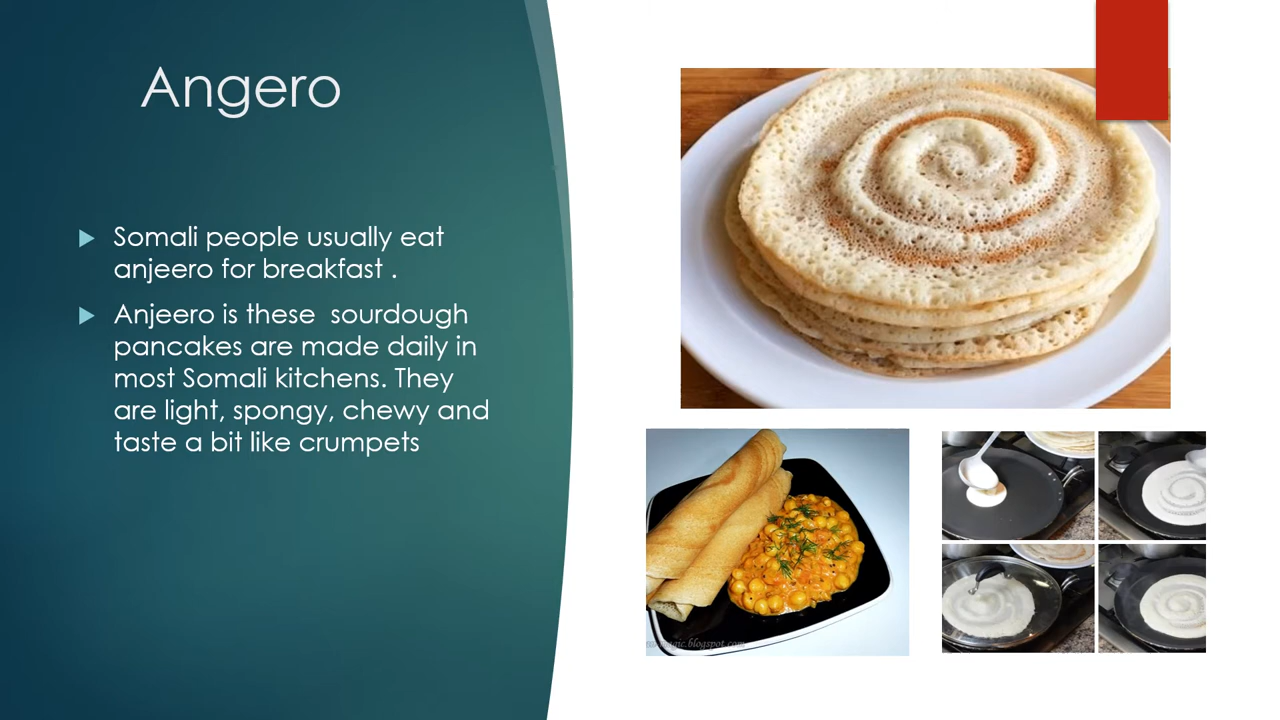 Angero
Somali people usually eat
anjeero for breakfast .
Anjeero is these  sourdough
pancakes are made daily in
most Somali kitchens. They
are light, spongy, chewy and
taste a bit like crumpets